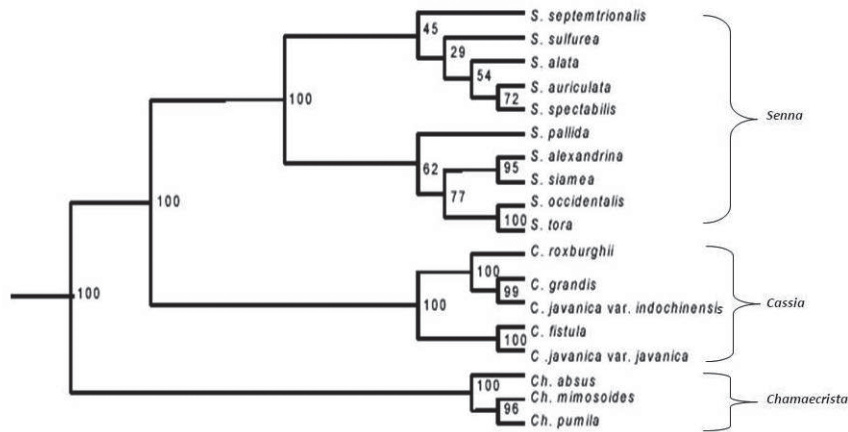 S. septemtrionalis
45
S. sulfurea
29
S. alata
54
S. auriculata
72
S. spectabilis
100
Senna
S. pallida
62
S. alexandrina
95
S. siamea
77
S. occidentalis
100
S. tora
100
C. roxburghii
100
C. grandis
99
C. javanica var. indochinensis
Cassia
100
C. fistula
100
C .javanica var. javanica
100
Ch. absus
100
Ch. mimosoides
96
Ch. pumila
Chamaecrista